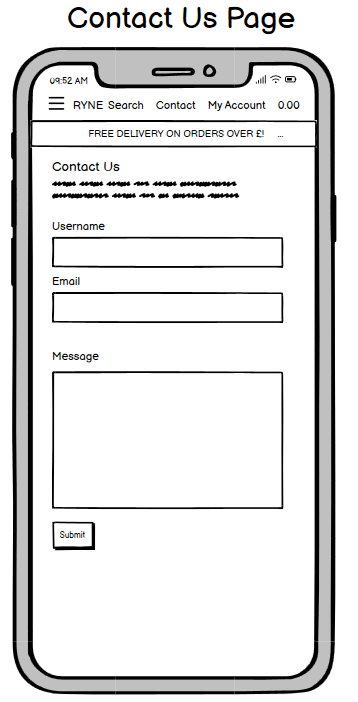 Contact Us Page
09:52 AM
RYNE Search Contact My Account 0.00
FREE DELIVERY ON ORDERS OVER £! ...
Contact Us
Username
Email
Message
Submit